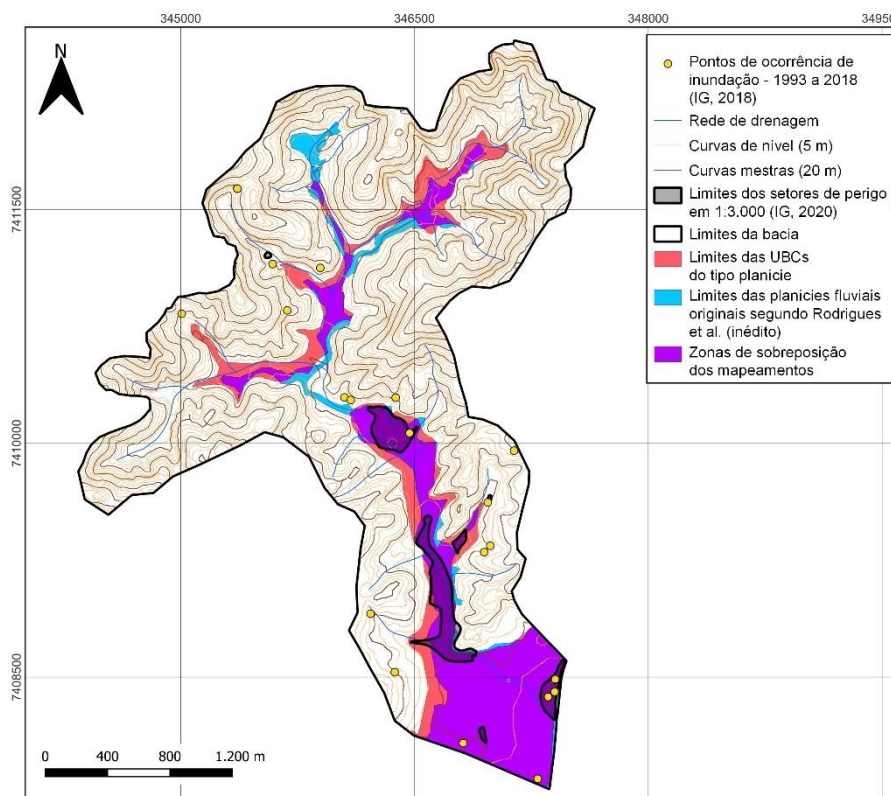 345000
346500
348000
34950
N
7411500
7410000
7408500
Pontos de ocorrência de
inundação - 1993 a 2018
(IG, 2018)
Rede de drenagem
Curvas de nível (5 m)
Curvas mestras (20 m)
Limites dos setores de perigo
em 1:3.000 (IG, 2020)
Limites da bacia
Limites das UBCs
do tipo planície
Limites das planícies fluviais
originais segundo Rodrigues
et al. (inédito)
Zonas de sobreposição
dos mapeamentos
0 400 800 1.200 m